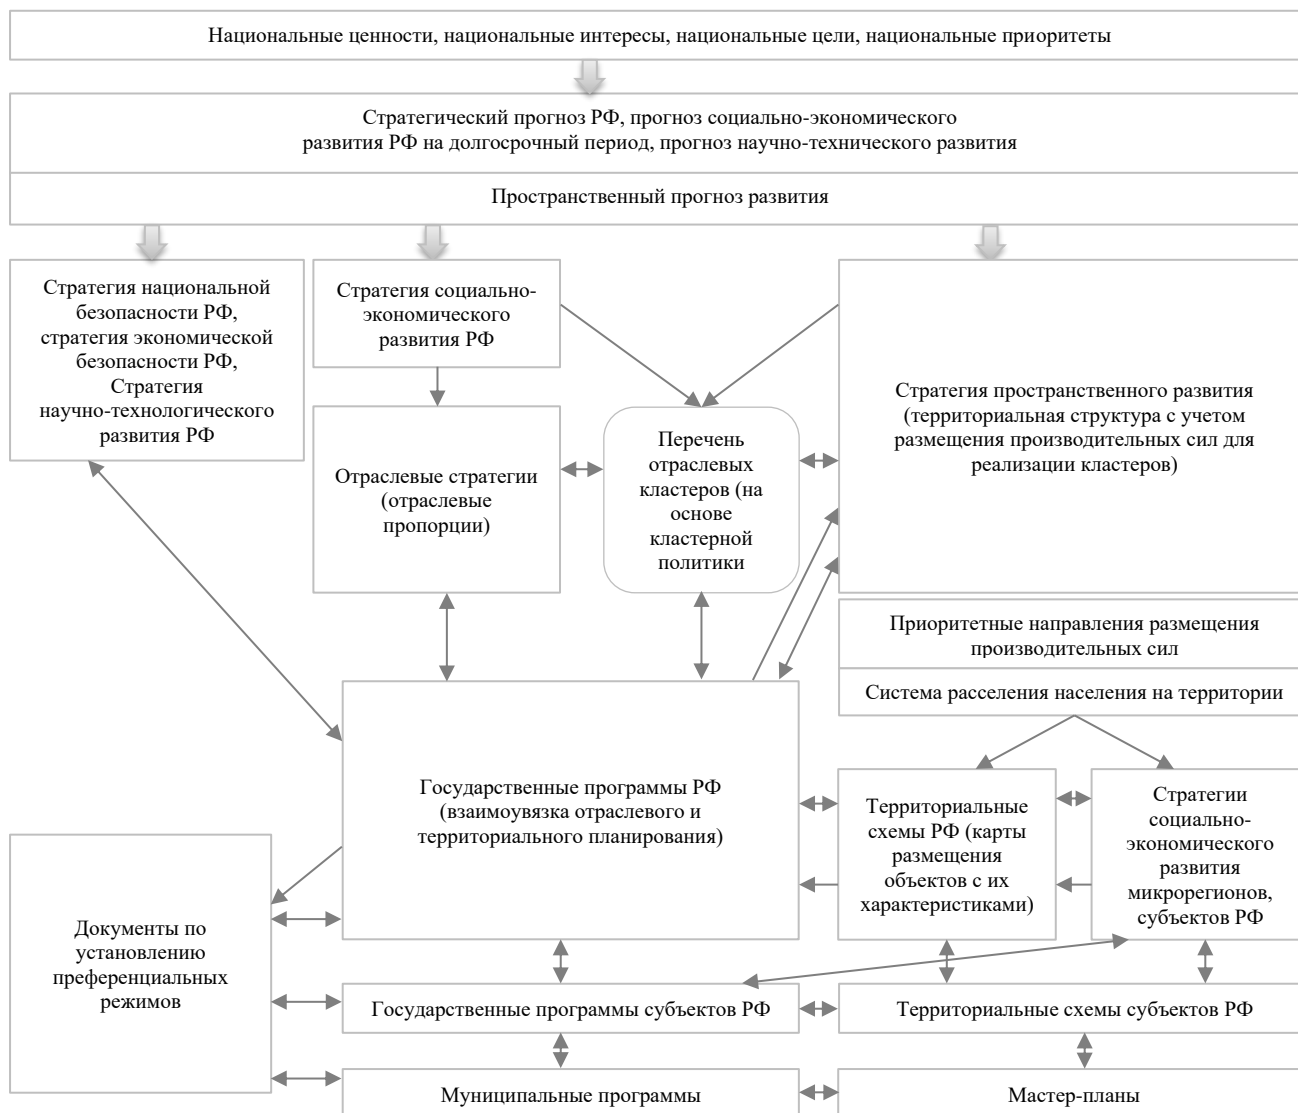 Национальные ценности, национальные интересы, национальные цели, национальные приоритеты
Стратегический прогноз РФ, прогноз социально-экономического
развития РФ на долгосрочный период, прогноз научно-технического развития
Пространственный прогноз развития
Стратегия национальной
безопасности РФ,
стратегия экономической
безопасности РФ,
Стратегия
научно-технологического
развития РФ
Стратегия социально-
экономического
развития РФ
Отраслевые стратегии
(отраслевые
пропорции)
Перечень
отраслевых
кластеров (на
основе
кластерной
политики
Стратегия пространственного развития
(территориальная структура с учетом
размещения производительных сил для
реализации кластеров)
Приоритетные направления размещения
производительных сил
Система расселения населения на территории
Государственные программы РФ
(взаимоувязка отраслевого и
территориального планирования)
Территориальные
схемы РФ (карты
размещения
объектов с их
характеристиками)
Стратегии
социально-
экономического
развития
микрорегионов,
субъектов РФ
Документы по
установлению
преференциальных
режимов
Государственные программы субъектов РФ
Территориальные схемы субъектов РФ
Муниципальные программы
Мастер-планы